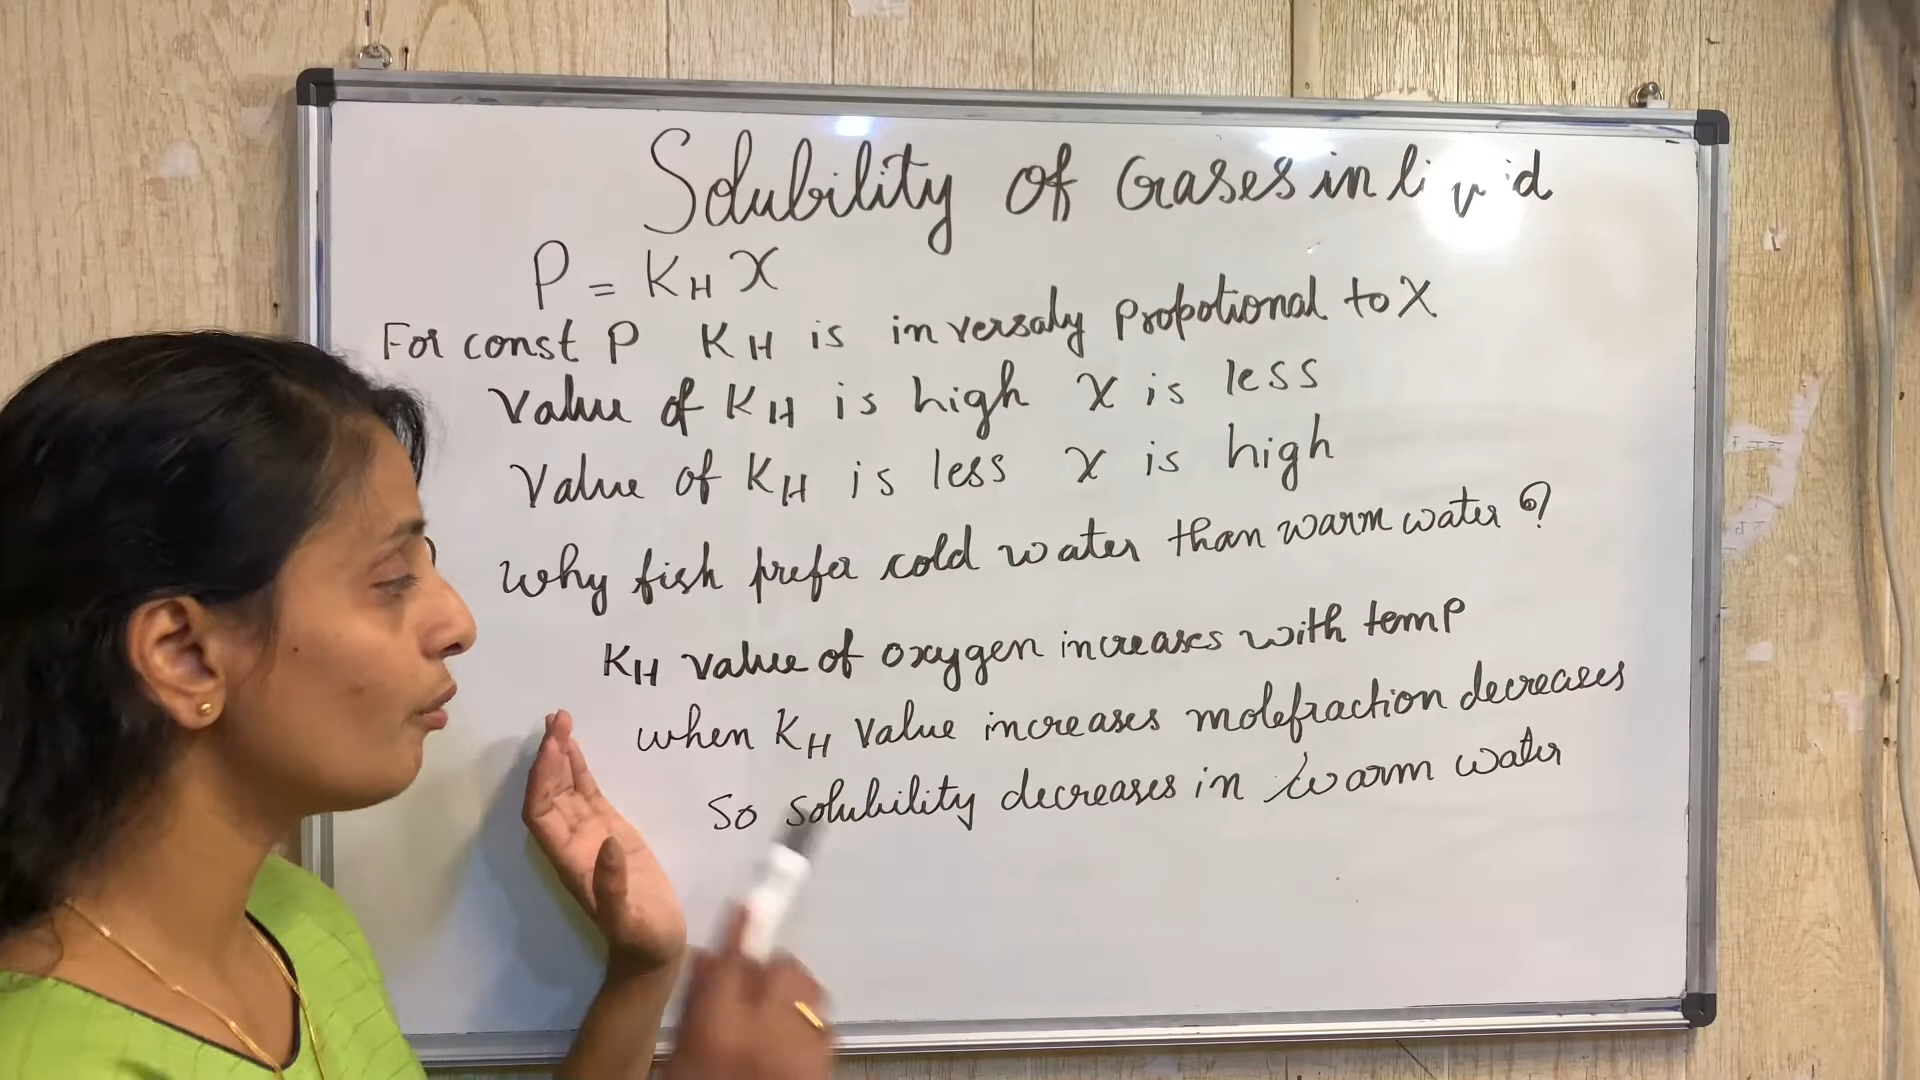 Solubility of Gases in liquid
P = KH x
For const P KH is inversaly propotional to X
Value of KH is high x is less
Value of KH is less x is high
Why fish prefer cold water than warm water ?
KH value of oxygen increases with temp
when KH value increases molefraction decreases
So solubility decreases in warm water